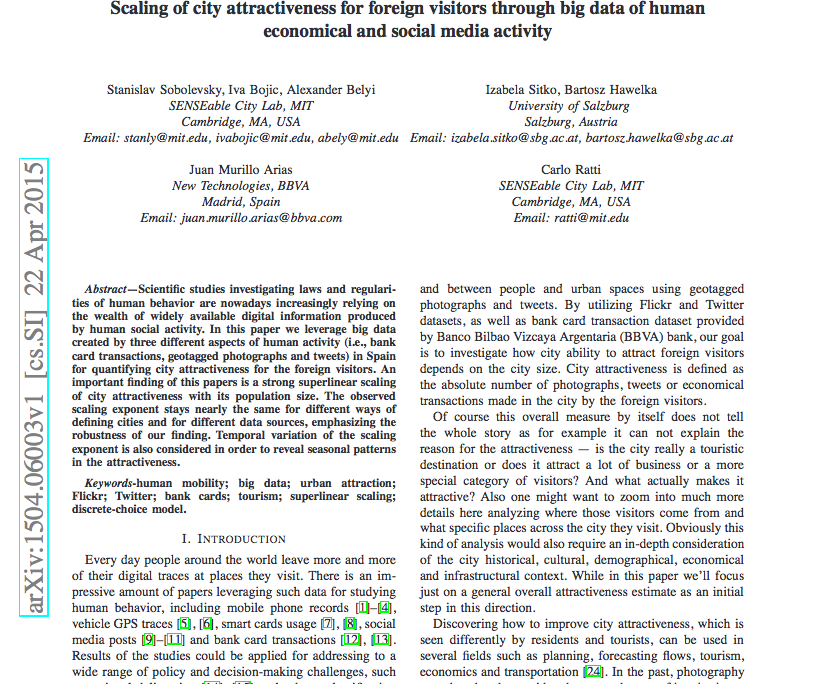 Scaling of city attractiveness for foreign visitors through big data of human
economical and social media activity
Stanislav Sobolevsky, Iva Bojic, Alexander Belyi
SENSEable City Lab, MIT
Cambridge, MA, USA
Email: stanly@mit.edu, ivabojic@mit.edu, abely@mit.edu
Izabela Sitko, Bartosz Hawelka
University of Salzburg
Salzburg, Austria
Email: izabela.sitko@sbg.ac.at, bartosz.hawelka@sbg.ac.at
Juan Murillo Arias
New Technologies, BBVA
Madrid, Spain
Email: juan.murillo.arias@bbva.com
Carlo Ratti
SENSEable City Lab, MIT
Cambridge, MA, USA
Email: ratti@mit.edu
arXiv:1504.06003v1 [cs.SI] 22 Apr 2015
Abstract—Scientific studies investigating laws and regulari-
ties of human behavior are nowadays increasingly relying on
the wealth of widely available digital information produced
by human social activity. In this paper we leverage big data
created by three different aspects of human activity (i.e., bank
card transactions, geotagged photographs and tweets) in Spain
for quantifying city attractiveness for the foreign visitors. An
important finding of this papers is a strong superlinear scaling
of city attractiveness with its population size. The observed
scaling exponent stays nearly the same for different ways of
defining cities and for different data sources, emphasizing the
robustness of our finding. Temporal variation of the scaling
exponent is also considered in order to reveal seasonal patterns
in the attractiveness.
Keywords-human mobility; big data; urban attraction;
Flickr; Twitter; bank cards; tourism; superlinear scaling;
discrete-choice model.
I. INTRODUCTION
Every day people around the world leave more and more
of their digital traces at places they visit. There is an im-
pressive amount of papers leveraging such data for studying
human behavior, including mobile phone records [1]–[4],
vehicle GPS traces [5], [6], smart cards usage [7], [8], social
media posts [9]–[11] and bank card transactions [12], [13].
Results of the studies could be applied for addressing to a
wide range of policy and decision-making challenges, such
and between people and urban spaces using geotagged
photographs and tweets. By utilizing Flickr and Twitter
datasets, as well as bank card transaction dataset provided
by Banco Bilbao Vizcaya Argentaria (BBVA) bank, our goal
is to investigate how city ability to attract foreign visitors
depends on the city size. City attractiveness is defined as
the absolute number of photographs, tweets or economical
transactions made in the city by the foreign visitors.
Of course this overall measure by itself does not tell
the whole story as for example it can not explain the
reason for the attractiveness — is the city really a touristic
destination or does it attract a lot of business or a more
special category of visitors? And what actually makes it
attractive? Also one might want to zoom into much more
details here analyzing where those visitors come from and
what specific places across the city they visit. Obviously this
kind of analysis would also require an in-depth consideration
of the city historical, cultural, demographical, economical
and infrastructural context. While in this paper we'll focus
just on a general overall attractiveness estimate as an initial
step in this direction.
Discovering how to improve city attractiveness, which is
seen differently by residents and tourists, can be used in
several fields such as planning, forecasting flows, tourism,
economics and transportation [24]. In the past, photography